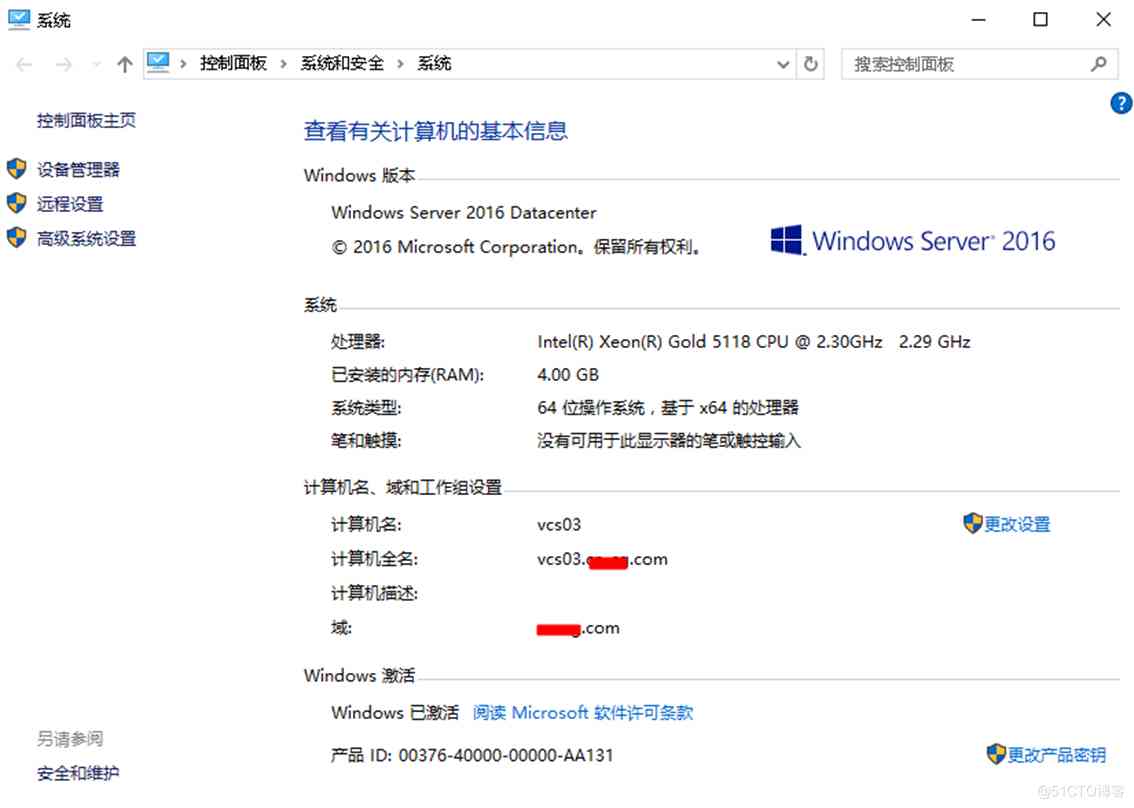 系统
控制面板 > 系统和安全 > 系统
搜索控制面板
控制面板主页
设备管理器
远程设置
高级系统设置
查看有关计算机的基本信息
Windows 版本
Windows Server 2016 Datacenter
© 2016 Microsoft Corporation。保留所有权利。
Windows Server® 2016
系统
处理器: Intel(R) Xeon(R) Gold 5118 CPU @ 2.30GHz 2.29 GHz
已安装的内存(RAM): 4.00 GB
系统类型: 64 位操作系统，基于 x64 的处理器
笔和触摸: 没有可用于此显示器的笔或触控输入
计算机名、域和工作组设置
计算机名: vcs03
更改设置
计算机全名: vcs03. .com
计算机描述:
域: .com
Windows 激活
Windows 已激活 阅读 Microsoft 软件许可条款
产品 ID: 00376-40000-00000-AA131
更改产品密钥
另请参阅
安全和维护
@51CTO博客